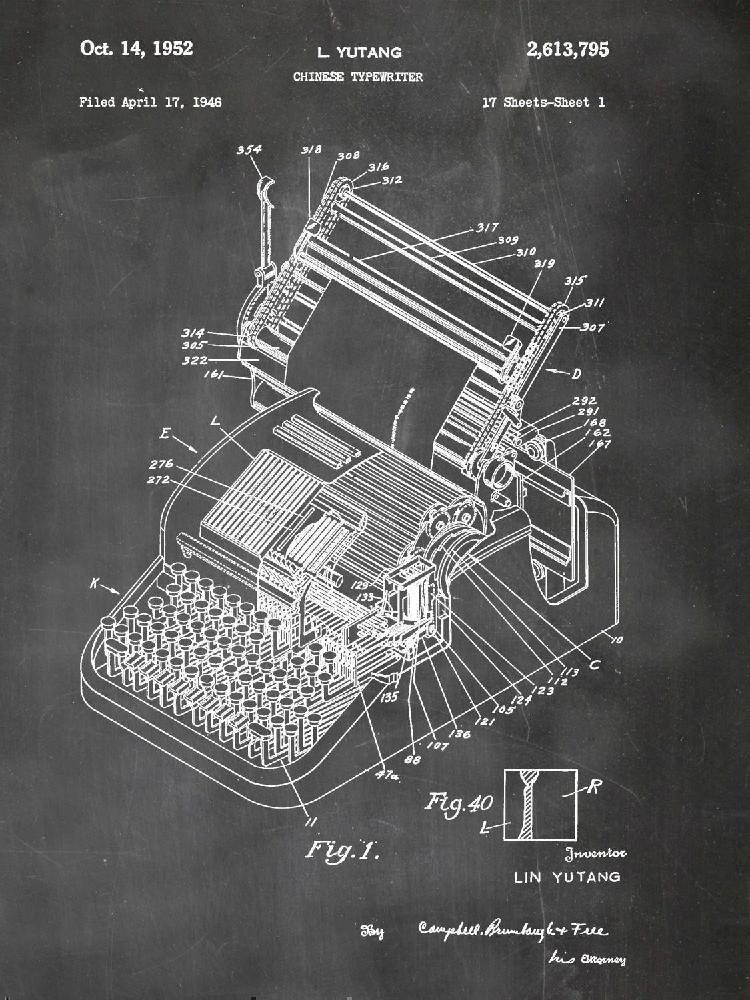 Oct. 14, 1952 L. YUTANG 2,613,795
CHINESE TYPEWRITER
Filed April 17, 1946 17 Sheets-Sheet 1
354 318 308 316 312
317 309 310 319
315 311 307
314 305 322 161
D
292 291 168 162 167
E L
276 272
K
129 133
10
C 113 112 123 124 105 121 136 107 88 135 47a
11
Fig. 1.
Fig. 40 R
L
Inventor
LIN YUTANG
By Campbell, Brumbaugh & Free
his Attorney